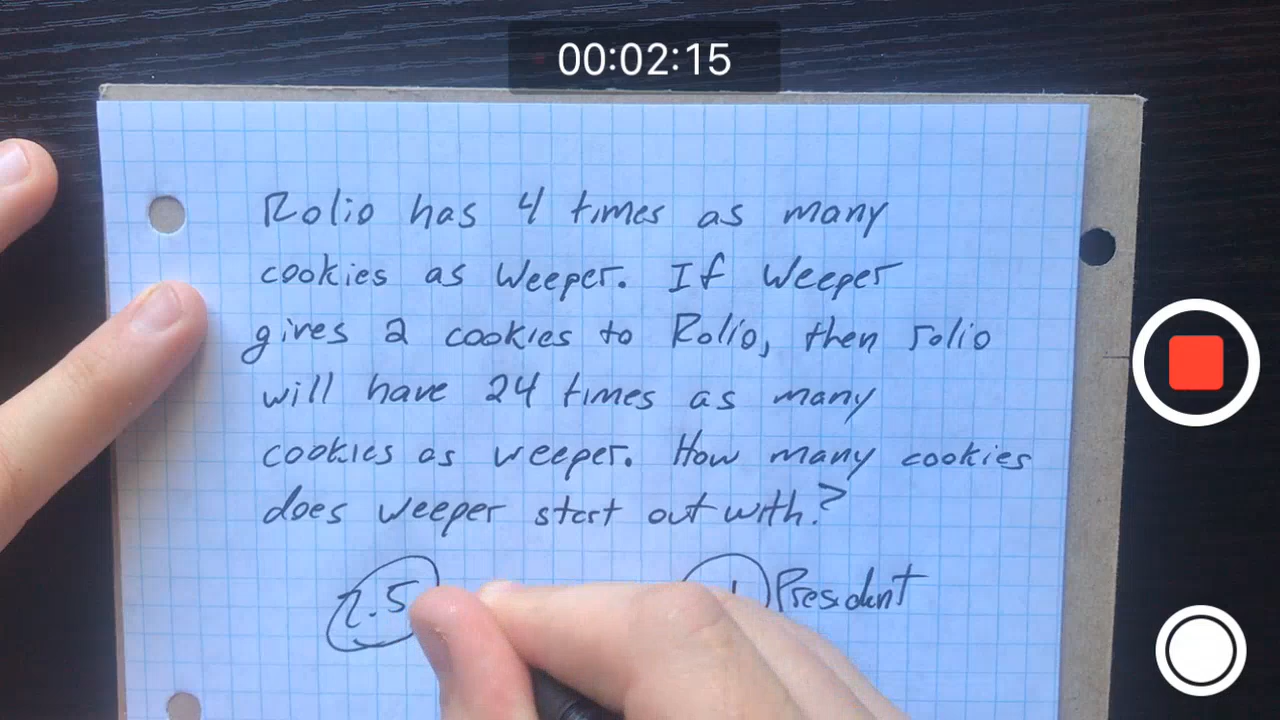 00:02:15
Rolio has 4 times as many
cookies as Weeper. If Weeper
gives 2 cookies to Rolio, then rolio
will have 24 times as many
cookies as weeper. How many cookies
does weeper start out with?
2.5 President